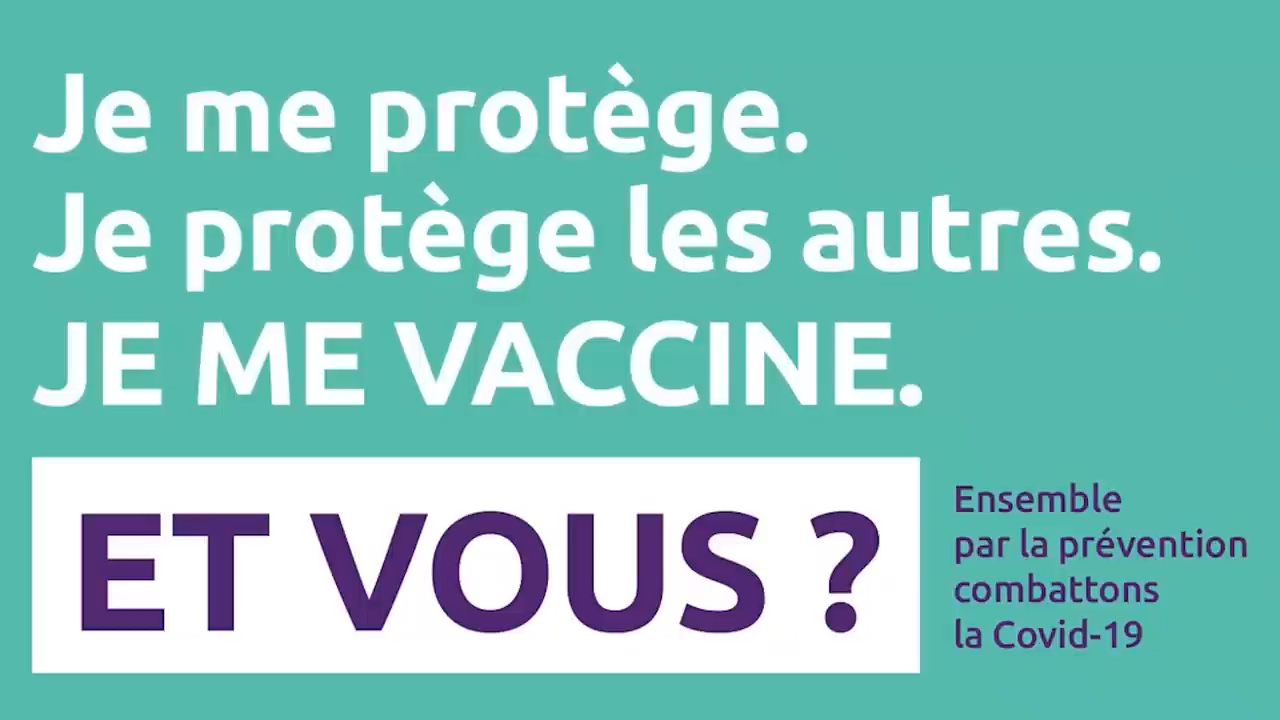 Je me protège.
Je protège les autres.
JE ME VACCINE.
ET VOUS ?
Ensemble
par la prévention
combattons
la Covid-19